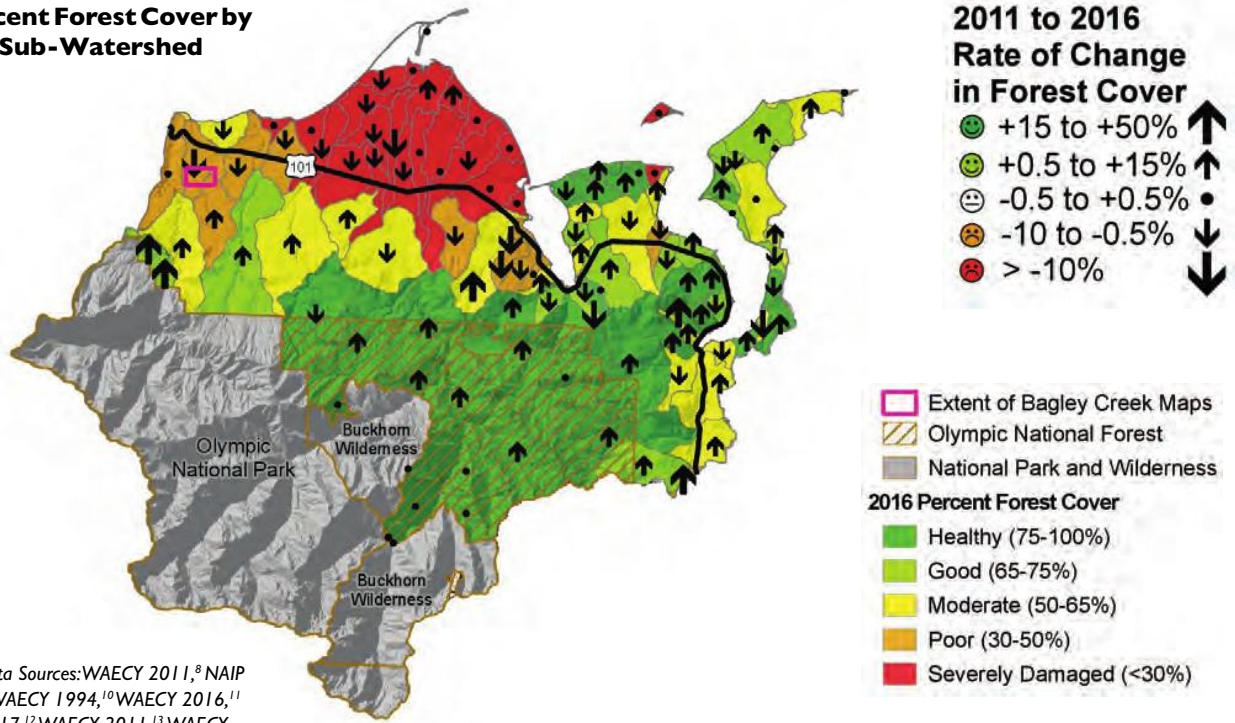 cent Forest Cover by
Sub-Watershed
101
Olympic
National Park
Buckhorn
Wilderness
Buckhorn
Wilderness
ta Sources: WAECY 2011,⁸ NAIP
WAECY 1994,¹⁰ WAECY 2016,¹¹
2011 to 2016
Rate of Change
in Forest Cover
+15 to +50%
+0.5 to +15%
-0.5 to +0.5%
-10 to -0.5%
> -10%
Extent of Bagley Creek Maps
Olympic National Forest
National Park and Wilderness
2016 Percent Forest Cover
Healthy (75-100%)
Good (65-75%)
Moderate (50-65%)
Poor (30-50%)
Severely Damaged (<30%)